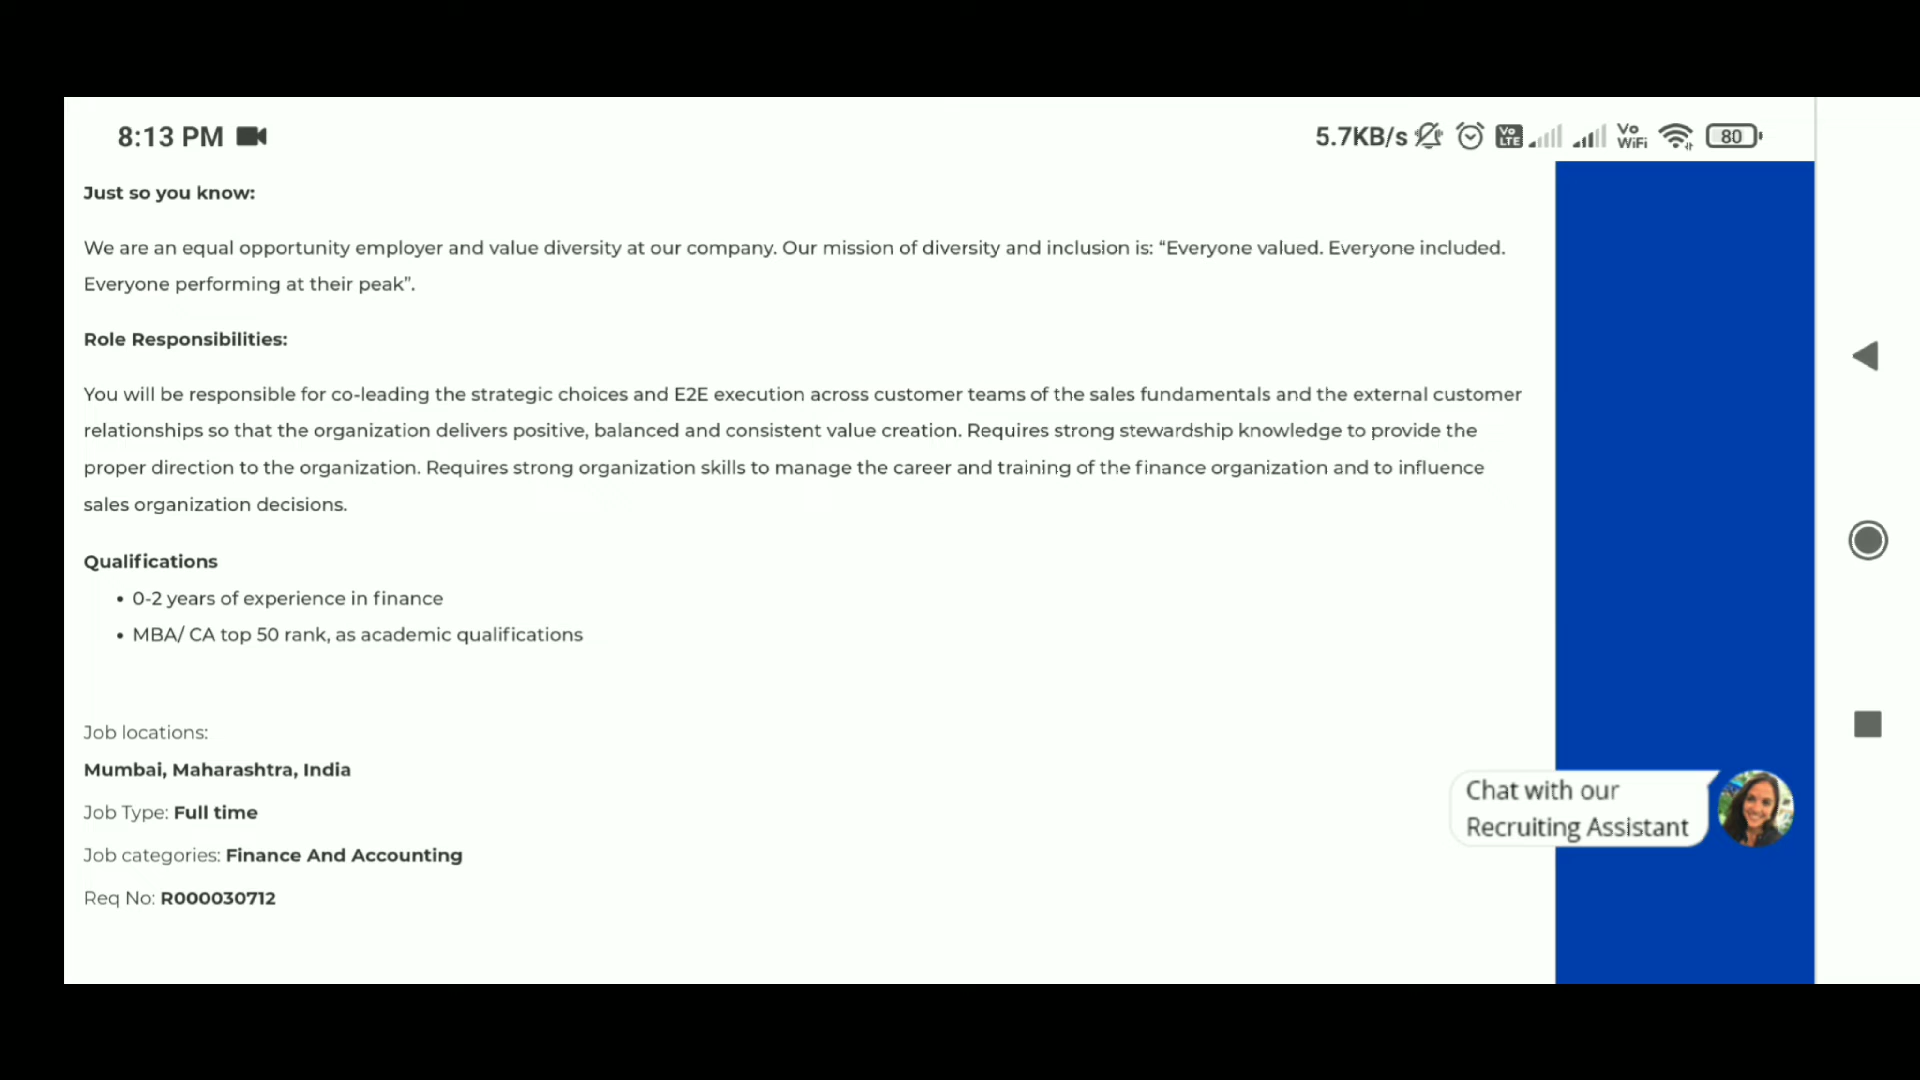 8:13 PM
5.7KB/s
Vo
LTE
Vo
WiFi
80
Just so you know:
We are an equal opportunity employer and value diversity at our company. Our mission of diversity and inclusion is: “Everyone valued. Everyone included.
Everyone performing at their peak”.
Role Responsibilities:
You will be responsible for co-leading the strategic choices and E2E execution across customer teams of the sales fundamentals and the external customer
relationships so that the organization delivers positive, balanced and consistent value creation. Requires strong stewardship knowledge to provide the
proper direction to the organization. Requires strong organization skills to manage the career and training of the finance organization and to influence
sales organization decisions.
Qualifications
• 0-2 years of experience in finance
• MBA/ CA top 50 rank, as academic qualifications
Job locations:
Mumbai, Maharashtra, India
Job Type: Full time
Job categories: Finance And Accounting
Req No: R000030712
Chat with our
Recruiting Assistant